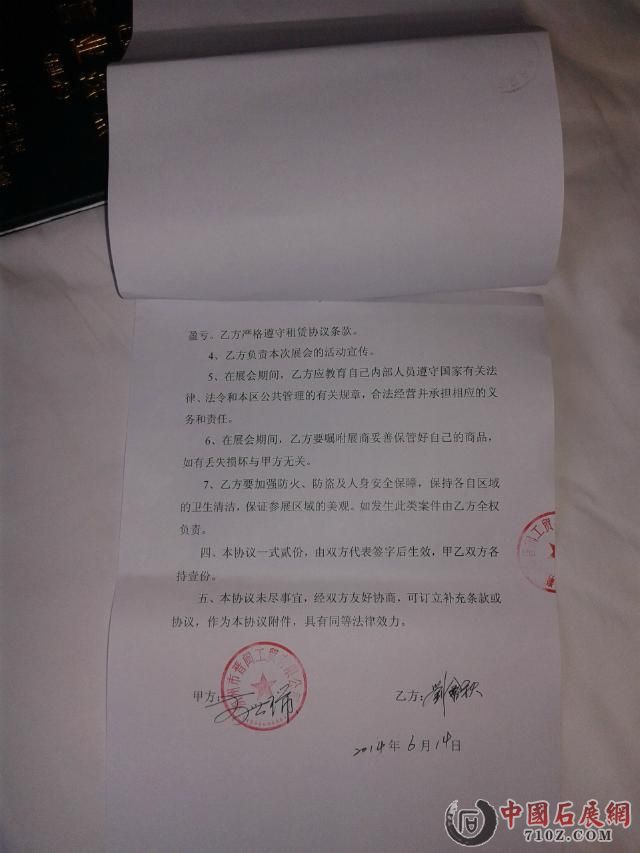 盈亏。乙方严格遵守租赁协议条款。
4、乙方负责本次展会的活动宣传。
5、在展会期间，乙方应教育自己内部人员遵守国家有关法
律、法令和本区公共管理的有关规章，合法经营并承担相应的义
务和责任。
6、在展会期间，乙方要嘱咐展商妥善保管好自己的商品，
如有丢失损坏与甲方无关。
7、乙方要加强防火、防盗及人身安全保障，保持各自区域
的卫生清洁，保证参展区域的美观。如发生此类案件由乙方全权
负责。
四、本协议一式贰份，由双方代表签字后生效，甲乙双方各
持壹份。
五、本协议未尽事宜，经双方友好协商，可订立补充条款或
协议，作为本协议附件，具有同等法律效力。
甲方：
乙方：
2014年6月14日
中國石展網
710Z.com